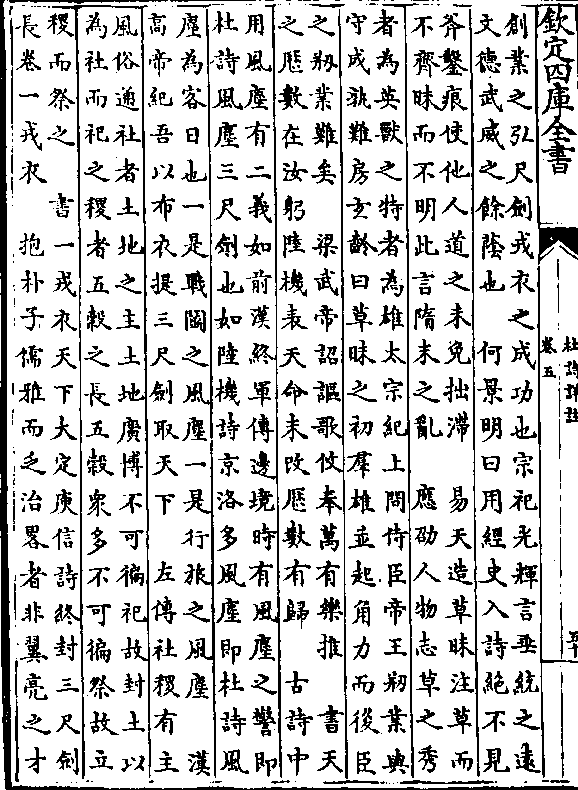 欽定四庫全書
杜詩詳註
卷五
創業之弘尺劍戎衣之成功也宗祀光輝言垂統之遠
文德武威之餘蔭也　何景明曰用經史入詩絕不見
斧鑿痕使他人道之未免拙滯　易天造草昧注草而
不齊昧而不明此言隋末之亂　應劭人物志草之秀
者為英獸之特者為雄太宗紀上問侍臣帝王剏業與
守成孰難房玄齡曰草昧之初羣雄並起角力而後臣
之剏業難矣　梁武帝詔謳歌攸奉萬有樂推　書天
之厯數在汝躬陸機表天命未改厯數有歸　古詩中
用風塵有二義如前漢終軍傳邊境時有風塵之警即
杜詩風塵三尺劍也如陸機詩京洛多風塵即杜詩風
塵為客日也一是戰鬭之風塵一是行旅之風塵　漢
高帝紀吾以布衣提三尺劍取天下　左傳社稷有主
風俗通社者土地之主土地廣博不可徧祀故封土以
為社而祀之稷者五穀之長五穀衆多不可徧祭故立
稷而祭之　書一戎衣天下大定庾信詩終封三尺劍
長卷一戎衣　抱朴子儒雅而乏治畧者非翼亮之才